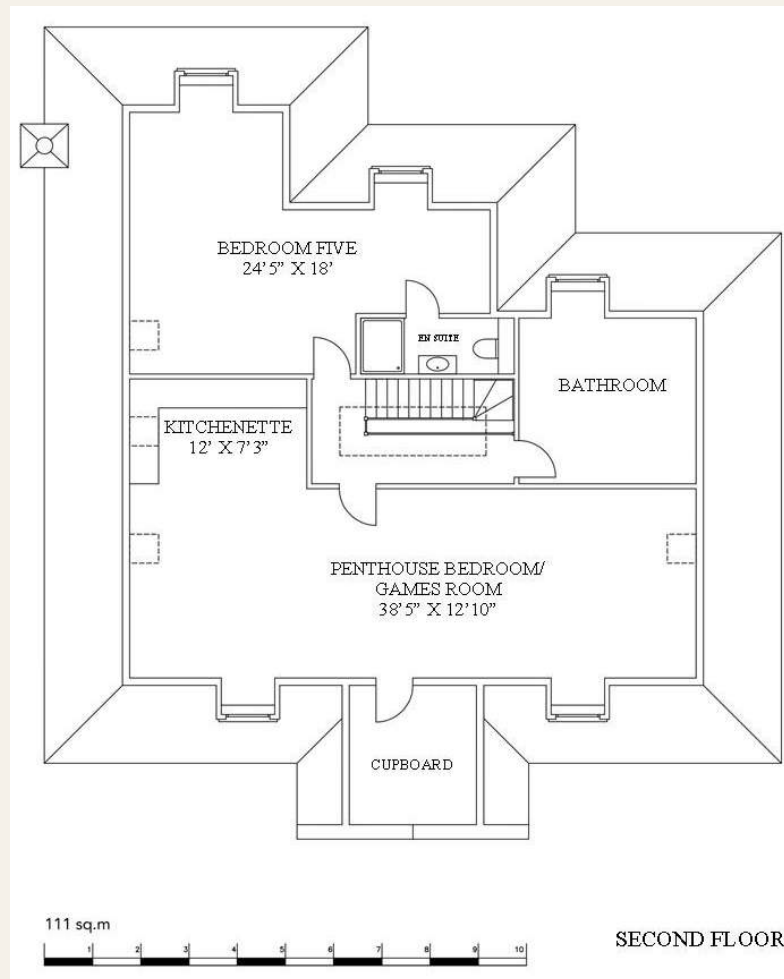 BEDROOM FIVE
24'5" X 18'
EN SUITE
BATHROOM
KITCHENETTE
12' X 7'3"
PENTHOUSE BEDROOM/
GAMES ROOM
38'5" X 12'10"
CUPBOARD
111 sq.m
1 2 3 4 5 6 7 8 9 10
SECOND FLOOR